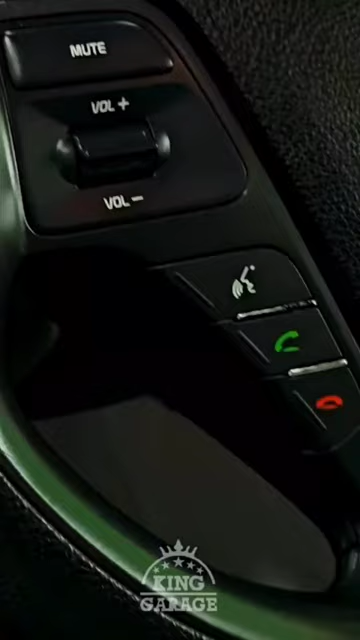 MUTE
VOL +
VOL −
KING
GARAGE